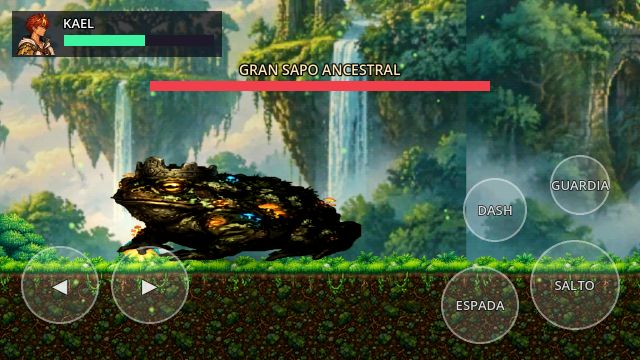 KAEL
GRAN SAPO ANCESTRAL
GUARDIA
DASH
SALTO
ESPADA